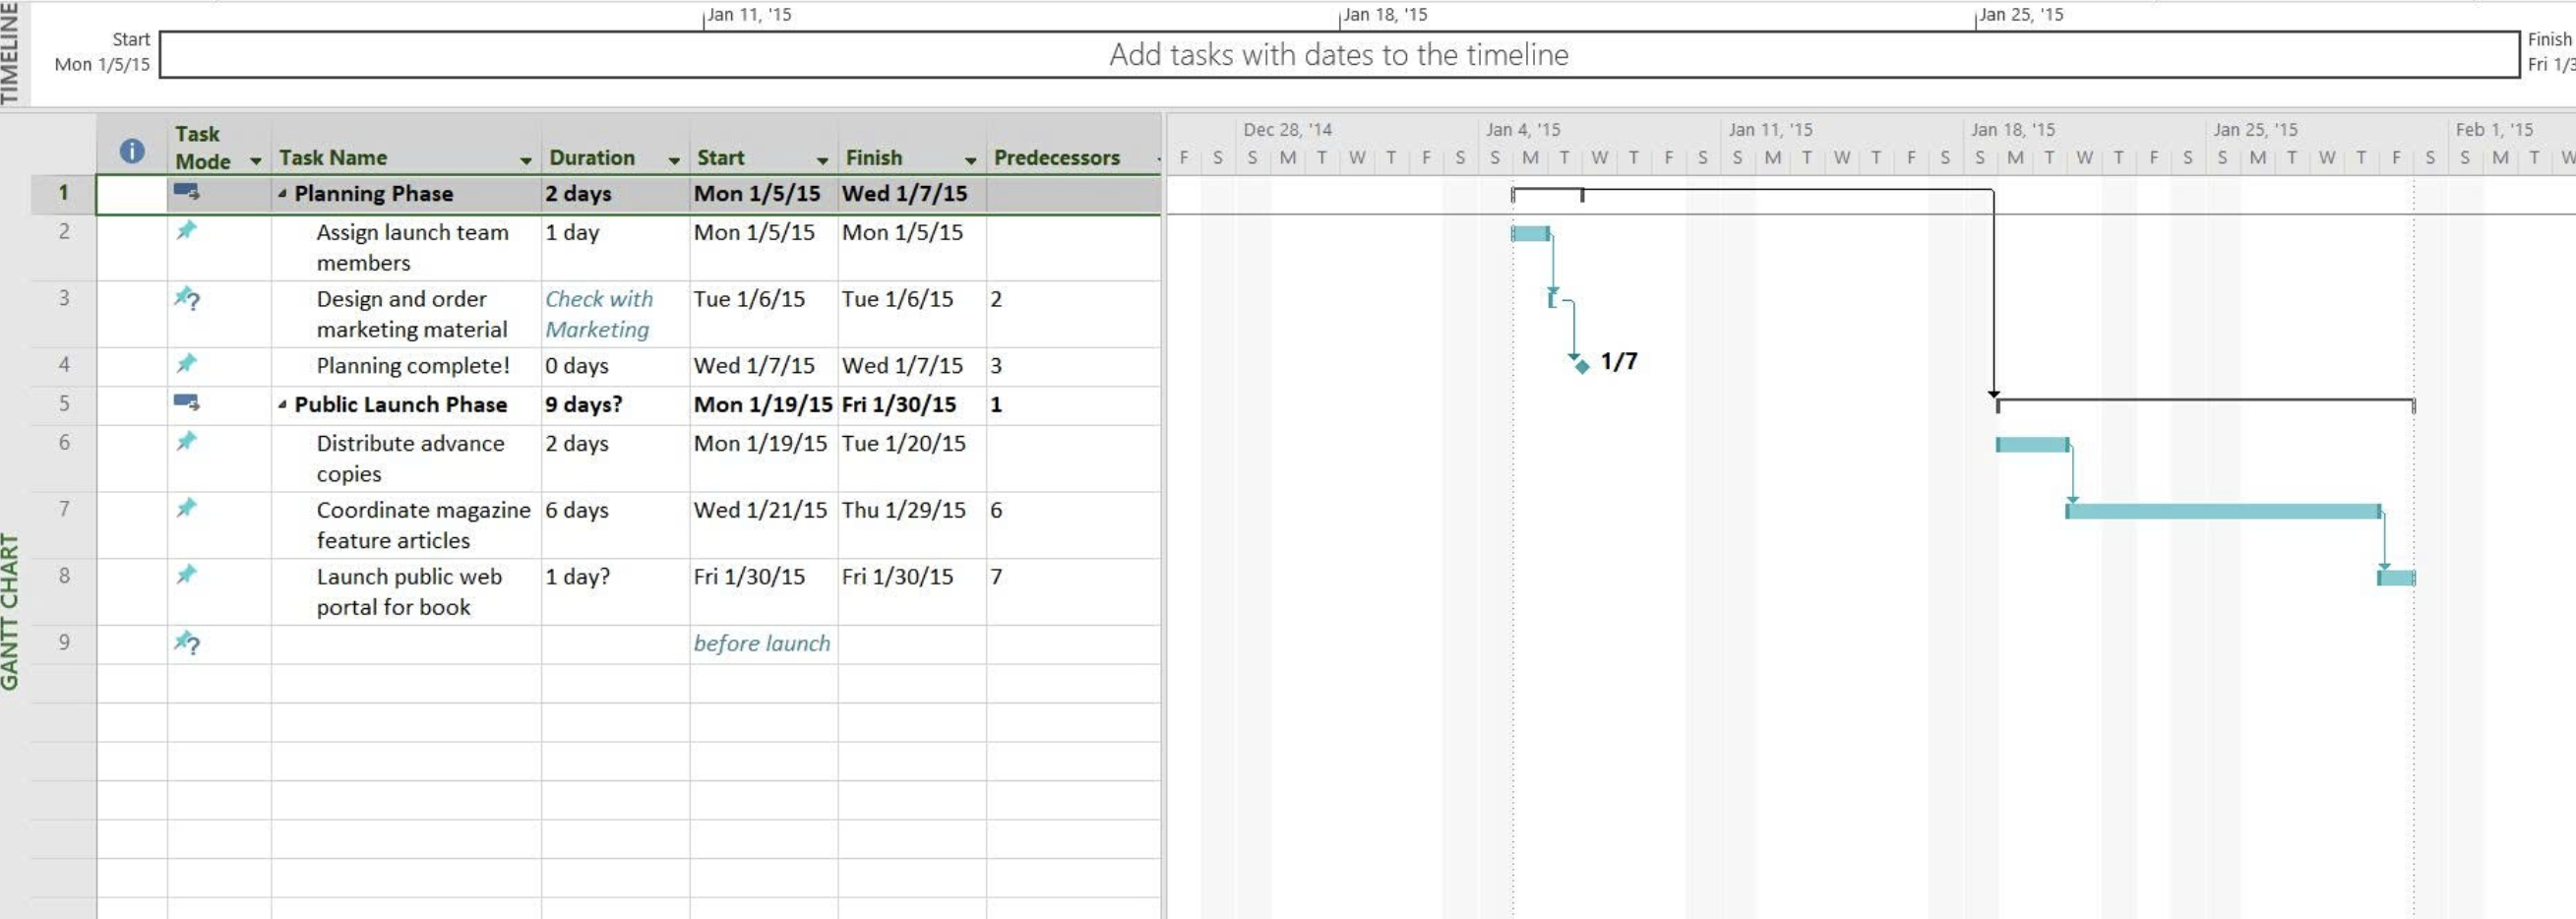 TIMELINE
Jan 11, '15
Jan 18, '15
Jan 25, '15
Start
Mon 1/5/15
Add tasks with dates to the timeline
Finish
Fri 1/3
GANTT CHART
Task Mode
Task Name
Duration
Start
Finish
Predecessors
Dec 28, '14
Jan 4, '15
Jan 11, '15
Jan 18, '15
Jan 25, '15
Feb 1, '15
F S S M T W T F S S M T W T F S S M T W T F S S M T W T F S S M T W T F S S M T W
1 Planning Phase 2 days Mon 1/5/15 Wed 1/7/15
2 Assign launch team 1 day Mon 1/5/15 Mon 1/5/15
members
3 Design and order Check with Tue 1/6/15 Tue 1/6/15 2
marketing material Marketing
4 Planning complete! 0 days Wed 1/7/15 Wed 1/7/15 3
1/7
5 Public Launch Phase 9 days? Mon 1/19/15 Fri 1/30/15 1
6 Distribute advance 2 days Mon 1/19/15 Tue 1/20/15
copies
7 Coordinate magazine 6 days Wed 1/21/15 Thu 1/29/15 6
feature articles
8 Launch public web 1 day? Fri 1/30/15 Fri 1/30/15 7
portal for book
9 before launch